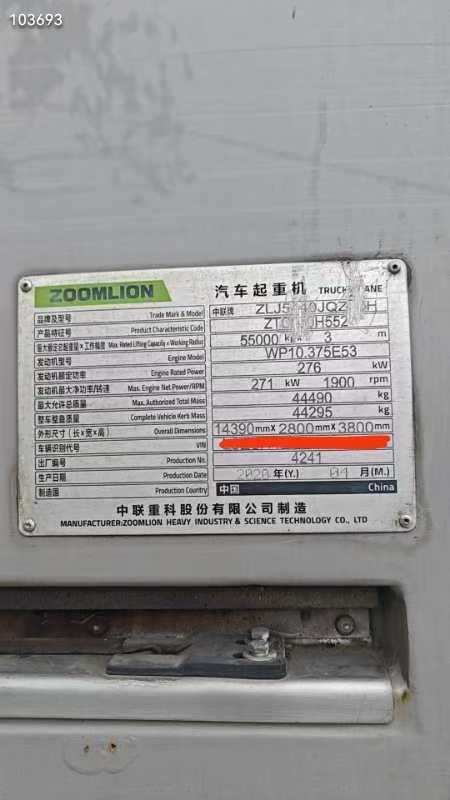 103693
ZOOMLION 汽车起重机 TRUCK CRANE
品牌及型号 Trade Mark & Model 中联牌
产品特征号 Product Characteristic Code
最大额定总起重量×工作幅度 Max. Rated Lifting Capacity × Working Radius 55000 kg× 3 m
发动机型号 Engine Model WP10.375E53
发动机额定功率 Engine Rated Power 276 kW
发动机最大净功率/转速 Max. Engine Net Power/RPM 271 kW 1900 rpm
最大允许总质量 Max. Authorized Total Mass 44490 kg
整车整备质量 Complete Vehicle Kerb Mass 44295 kg
外形尺寸（长×宽×高） Overall Dimensions 14390mm× 2800mm× 3800mm
车辆识别代号 VIN
出厂编号 Production No. 4241
生产日期 Production Date 2020 年(Y.) 04 月(M.)
制造国 Production Country 中国 China
中联重科股份有限公司制造
MANUFACTURER:ZOOMLION HEAVY INDUSTRY & SCIENCE TECHNOLOGY CO., LTD